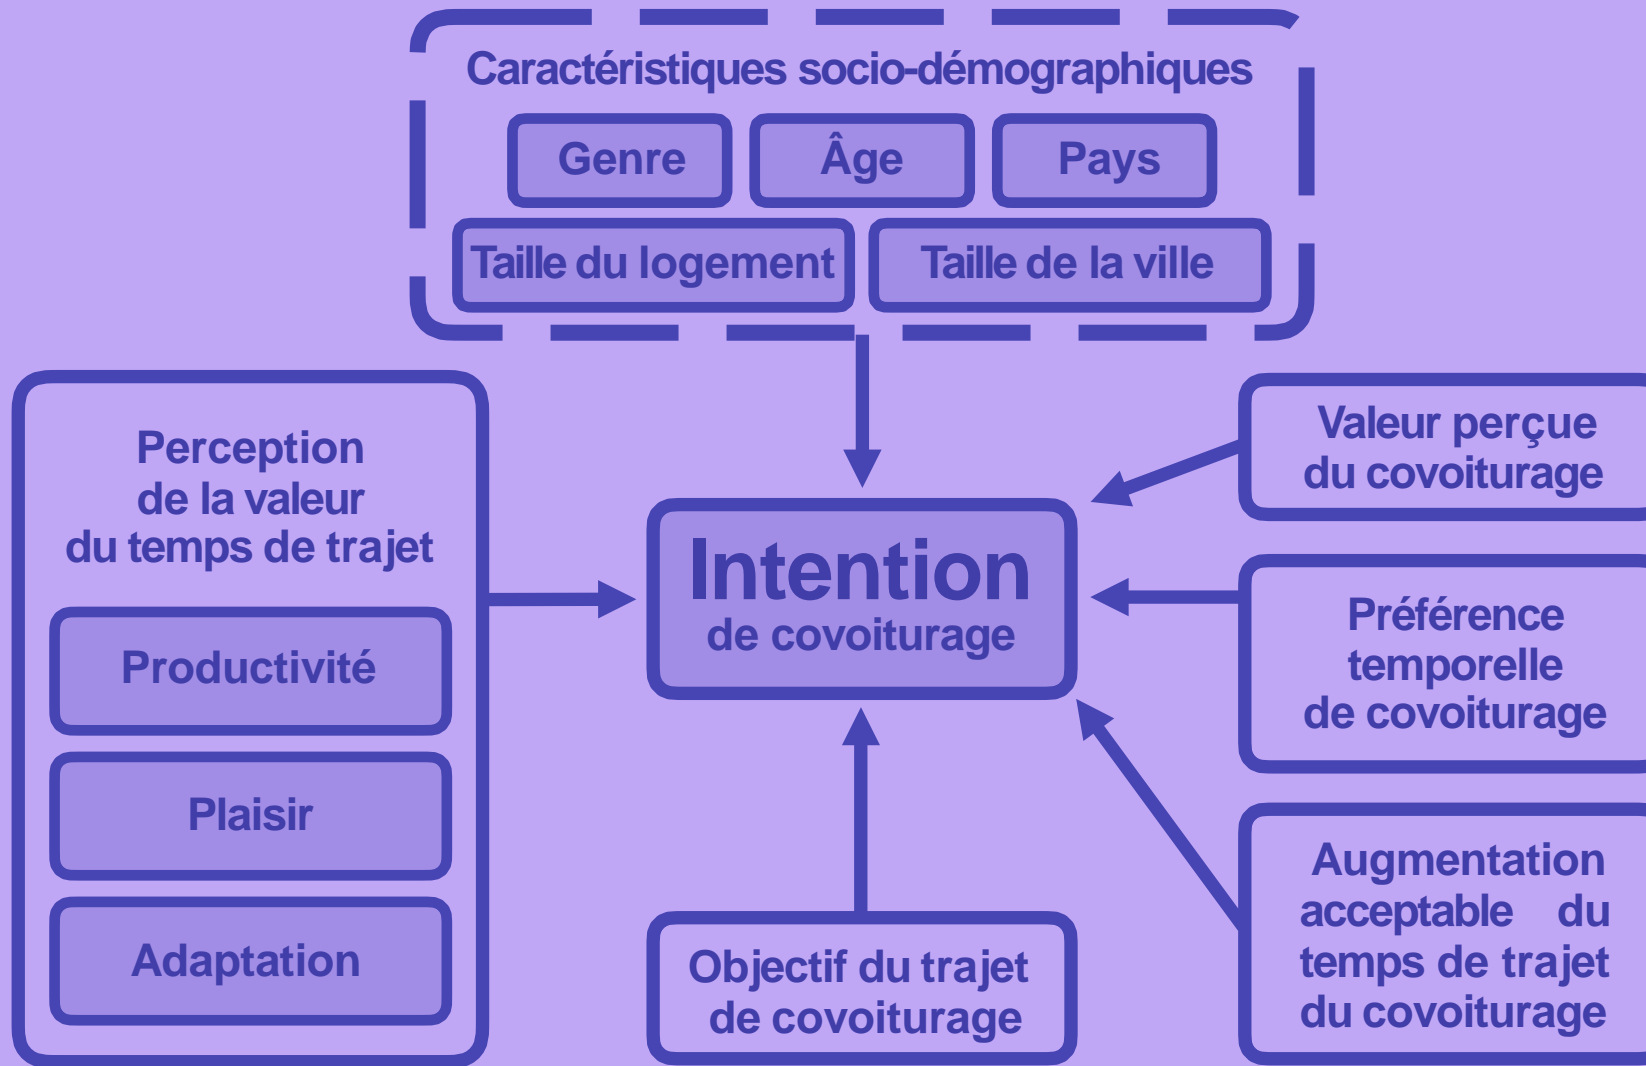 Caractéristiques socio-démographiques
Genre
Âge
Pays
Taille du logement
Taille de la ville
Perception
de la valeur
du temps de trajet
Productivité
Plaisir
Adaptation
Intention
de covoiturage
Objectif du trajet
de covoiturage
Valeur perçue
du covoiturage
Préférence
temporelle
de covoiturage
Augmentation
acceptable du
temps de trajet
du covoiturage